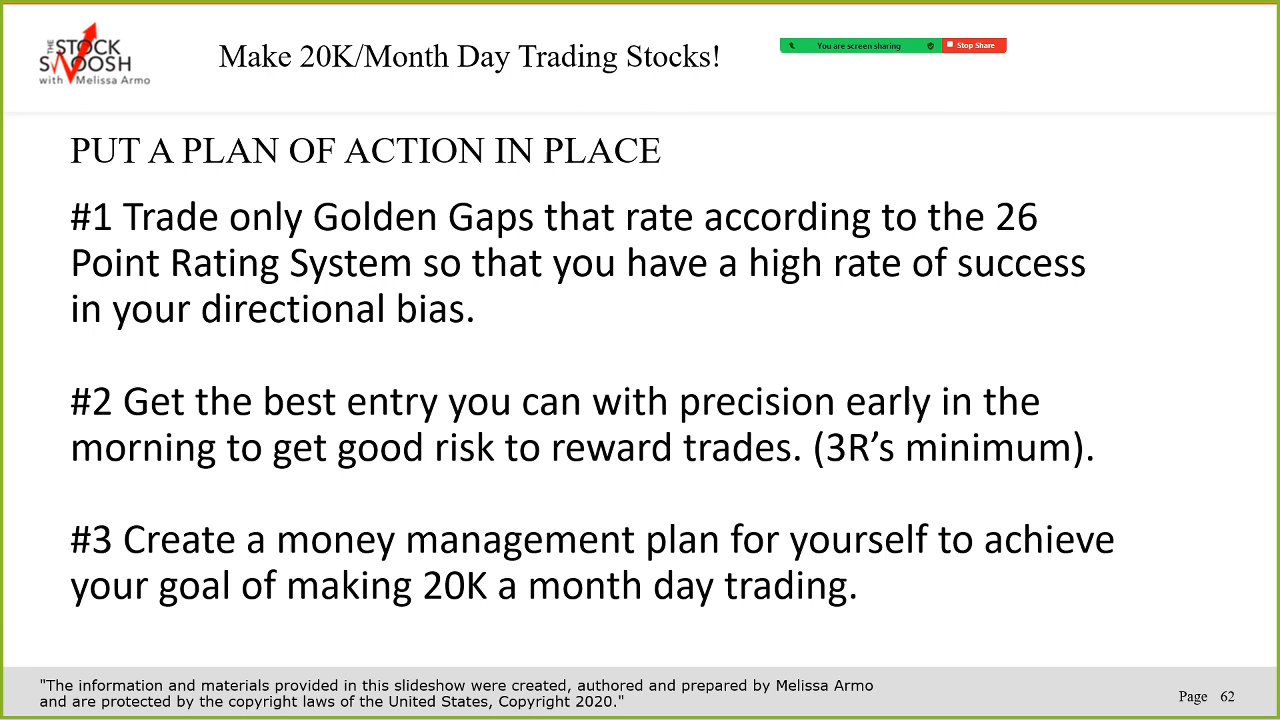 THE STOCK
SWOOSH
with Melissa Armo
Make 20K/Month Day Trading Stocks!
You are screen sharing
Stop Share
PUT A PLAN OF ACTION IN PLACE
#1 Trade only Golden Gaps that rate according to the 26
Point Rating System so that you have a high rate of success
in your directional bias.
#2 Get the best entry you can with precision early in the
morning to get good risk to reward trades. (3R’s minimum).
#3 Create a money management plan for yourself to achieve
your goal of making 20K a month day trading.
"The information and materials provided in this slideshow were created, authored and prepared by Melissa Armo
and are protected by the copyright laws of the United States, Copyright 2020."
Page 62